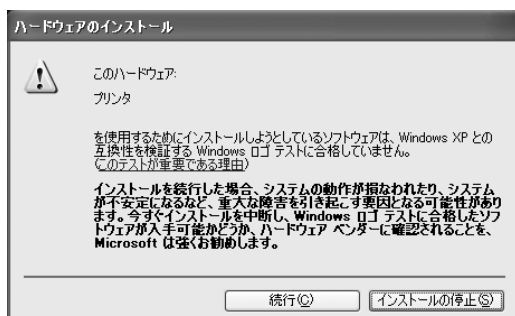 ハードウェアのインストール
このハードウェア:
プリンタ
を使用するためにインストールしようとしているソフトウェアは、Windows XP との
互換性を検証する Windows ロゴ テストに合格していません。
(このテストが重要である理由)
インストールを続行した場合、システムの動作が損なわれたり、システム
が不安定になるなど、重大な障害を引き起こす要因となる可能性があり
ます。今すぐインストールを中断し、Windows ロゴ テストに合格したソフ
トウェアが入手可能かどうか、ハードウェア ベンダーに確認されることを、
Microsoft は強くお勧めします。
続行(C)
インストールの停止(S)